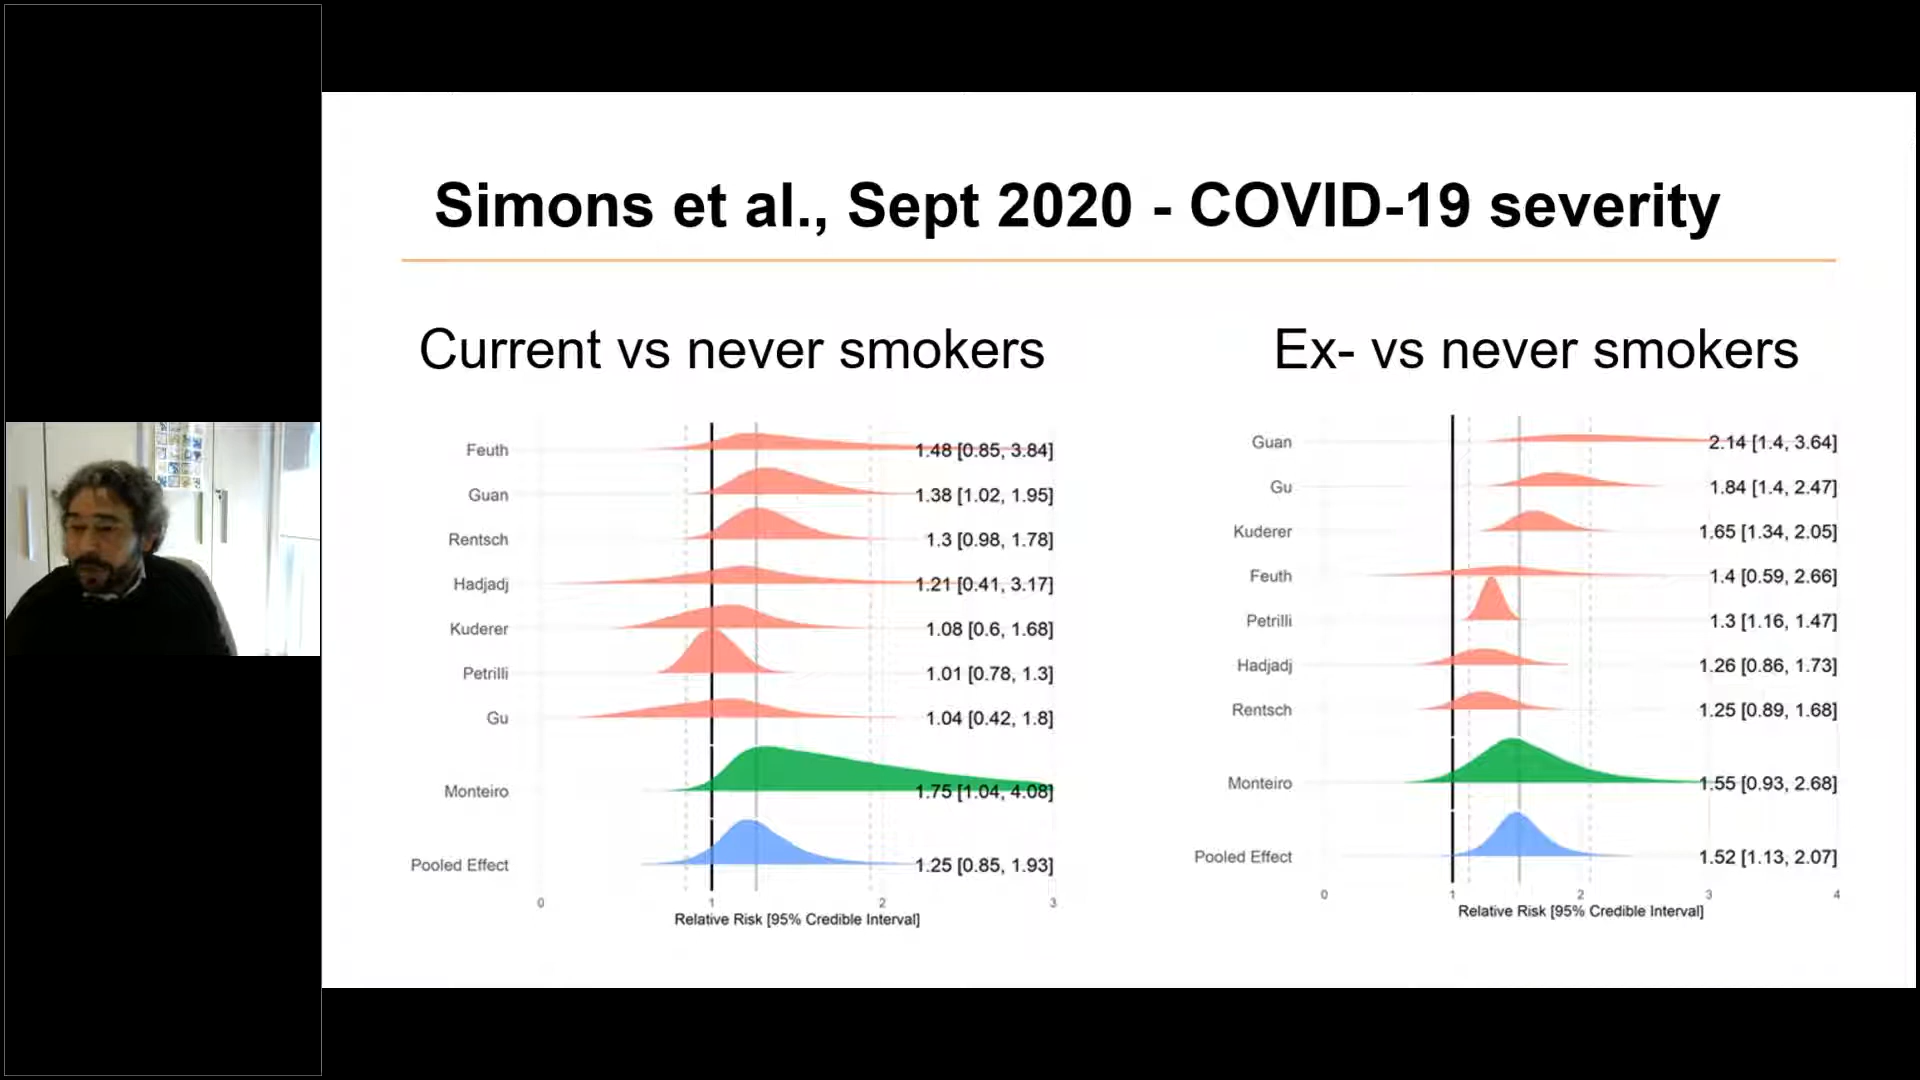 Simons et al., Sept 2020 - COVID-19 severity
Current vs never smokers
Feuth 1.48 [0.85, 3.84]
Guan 1.38 [1.02, 1.95]
Rentsch 1.3 [0.98, 1.78]
Hadjadj 1.21 [0.41, 3.17]
Kuderer 1.08 [0.6, 1.68]
Petrilli 1.01 [0.78, 1.3]
Gu 1.04 [0.42, 1.8]
Monteiro 1.75 [1.04, 4.08]
Pooled Effect 1.25 [0.85, 1.93]
0 1 2 3
Relative Risk [95% Credible Interval]
Ex- vs never smokers
Guan 2.14 [1.4, 3.64]
Gu 1.84 [1.4, 2.47]
Kuderer 1.65 [1.34, 2.05]
Feuth 1.4 [0.59, 2.66]
Petrilli 1.3 [1.16, 1.47]
Hadjadj 1.26 [0.86, 1.73]
Rentsch 1.25 [0.89, 1.68]
Monteiro 1.55 [0.93, 2.68]
Pooled Effect 1.52 [1.13, 2.07]
0 1 2 3 4
Relative Risk [95% Credible Interval]